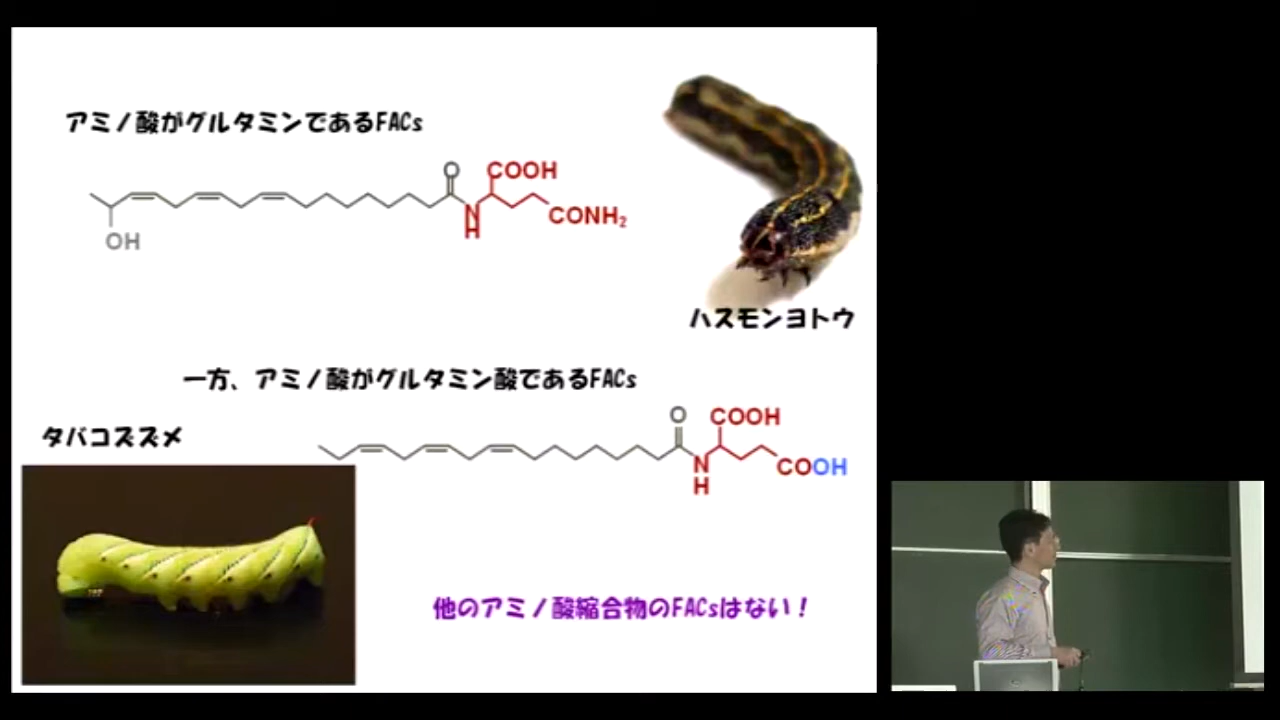 アミノ酸がグルタミンであるFACs
O
COOH
N
H
CONH₂
OH
ハスモンヨトウ
一方、アミノ酸がグルタミン酸であるFACs
タバコスズメ
O
COOH
N
H
COOH
他のアミノ酸縮合物のFACsはない！